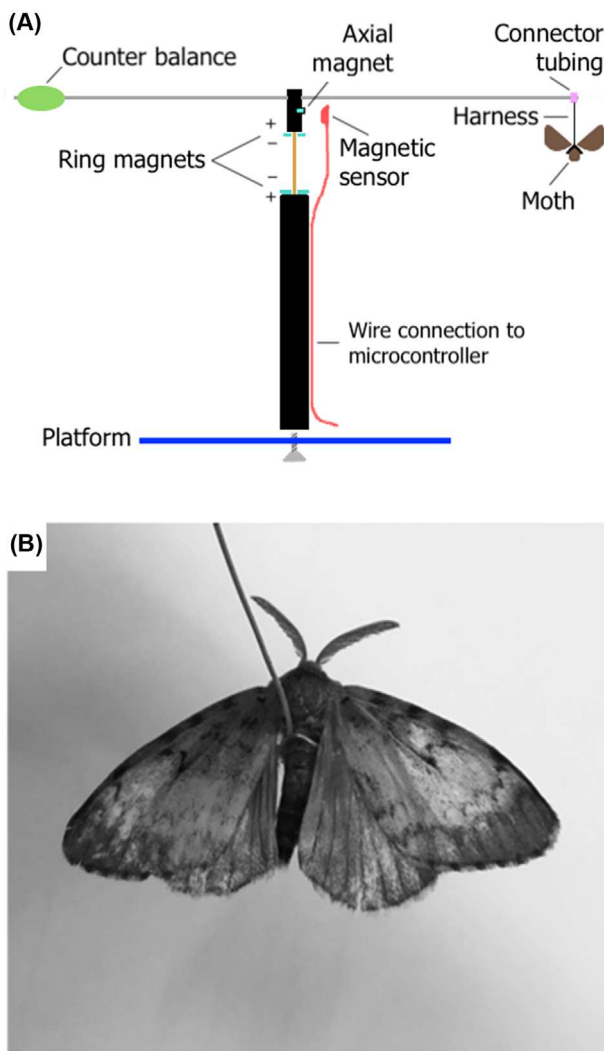 (A)
Counter balance
Axial
magnet
Connector
tubing
+
−
Ring magnets
−
+
Magnetic
sensor
Harness
Moth
Wire connection to
microcontroller
Platform
(B)